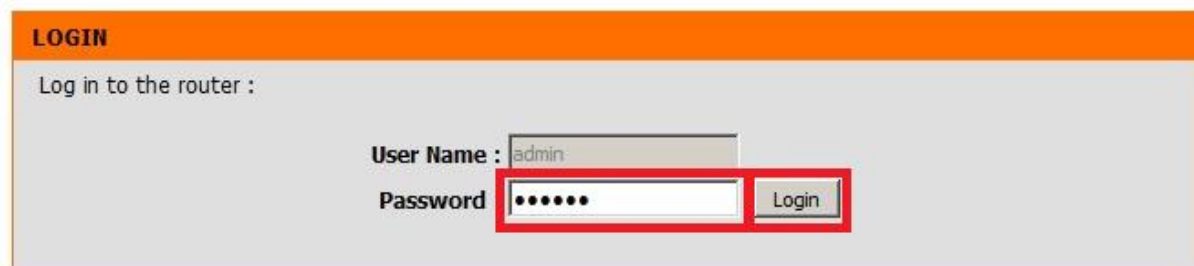 LOGIN
Log in to the router :
User Name : admin
Password ●●●●●● Login